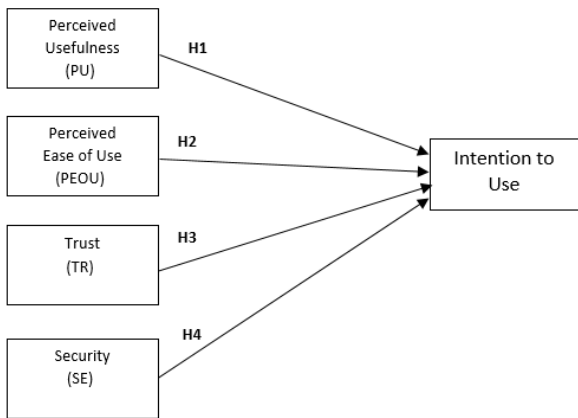 Perceived
Usefulness
(PU)
H1
Perceived
Ease of Use
(PEOU)
H2
Intention to
Use
Trust
(TR)
H3
Security
(SE)
H4